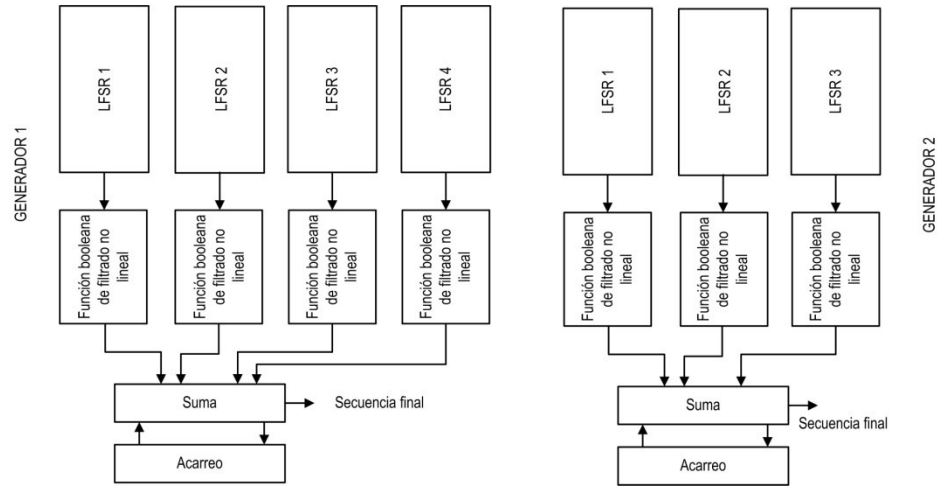 GENERADOR 1
LFSR 1
LFSR 2
LFSR 3
LFSR 4
Función booleana
de filtrado no
lineal
Función booleana
de filtrado no
lineal
Función booleana
de filtrado no
lineal
Función booleana
de filtrado no
lineal
Suma
Secuencia final
Acarreo
LFSR 1
LFSR 2
LFSR 3
GENERADOR 2
Función booleana
de filtrado no
lineal
Función booleana
de filtrado no
lineal
Función booleana
de filtrado no
lineal
Suma
Secuencia final
Acarreo